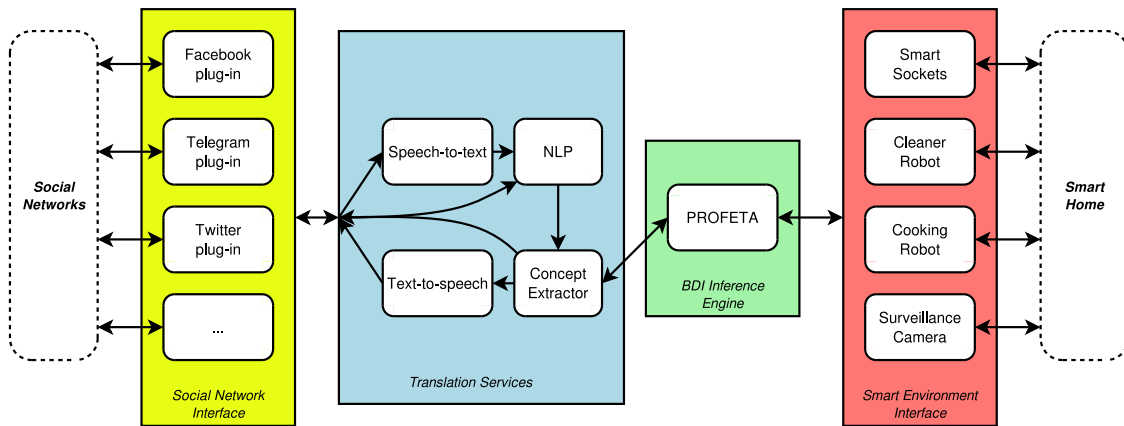 Social
Networks
Facebook
plug-in
Telegram
plug-in
Twitter
plug-in
...
Social Network
Interface
Speech-to-text
NLP
Text-to-speech
Concept
Extractor
Translation Services
PROFETA
BDI Inference
Engine
Smart
Sockets
Cleaner
Robot
Cooking
Robot
Surveillance
Camera
Smart Environment
Interface
Smart
Home